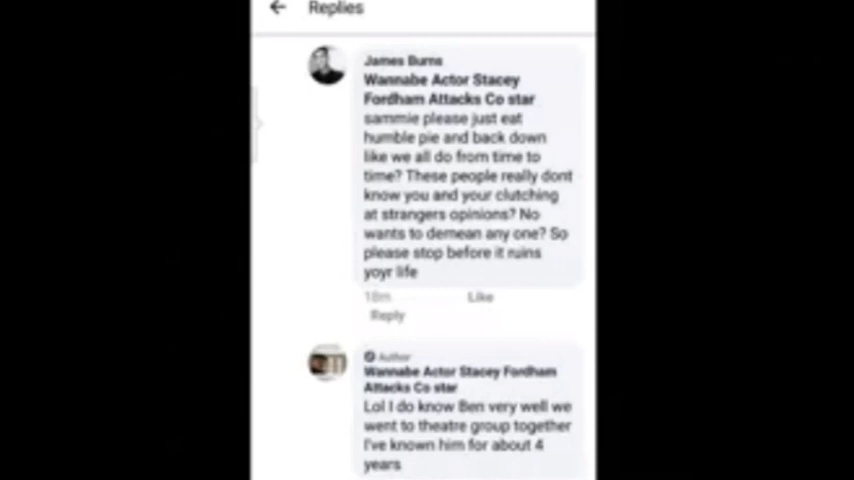 Replies
James Burns
Wannabe Actor Stacey
Fordham Attacks Co star
sammie please just eat
humble pie and back down
like we all do from time to
time? These people really dont
know you and your clutching
at strangers opinions? No
wants to demean any one? So
please stop before it ruins
yoyr life
18m Like
Reply
Author
Wannabe Actor Stacey Fordham
Attacks Co star
Lol I do know Ben very well we
went to theatre group together
I've known him for about 4
years